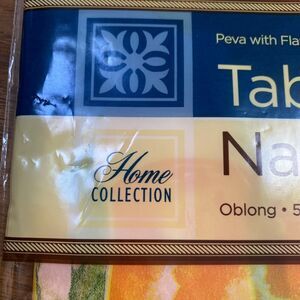 Peva with Fla
Tab
Na
Home
COLLECTION
Oblong • 5